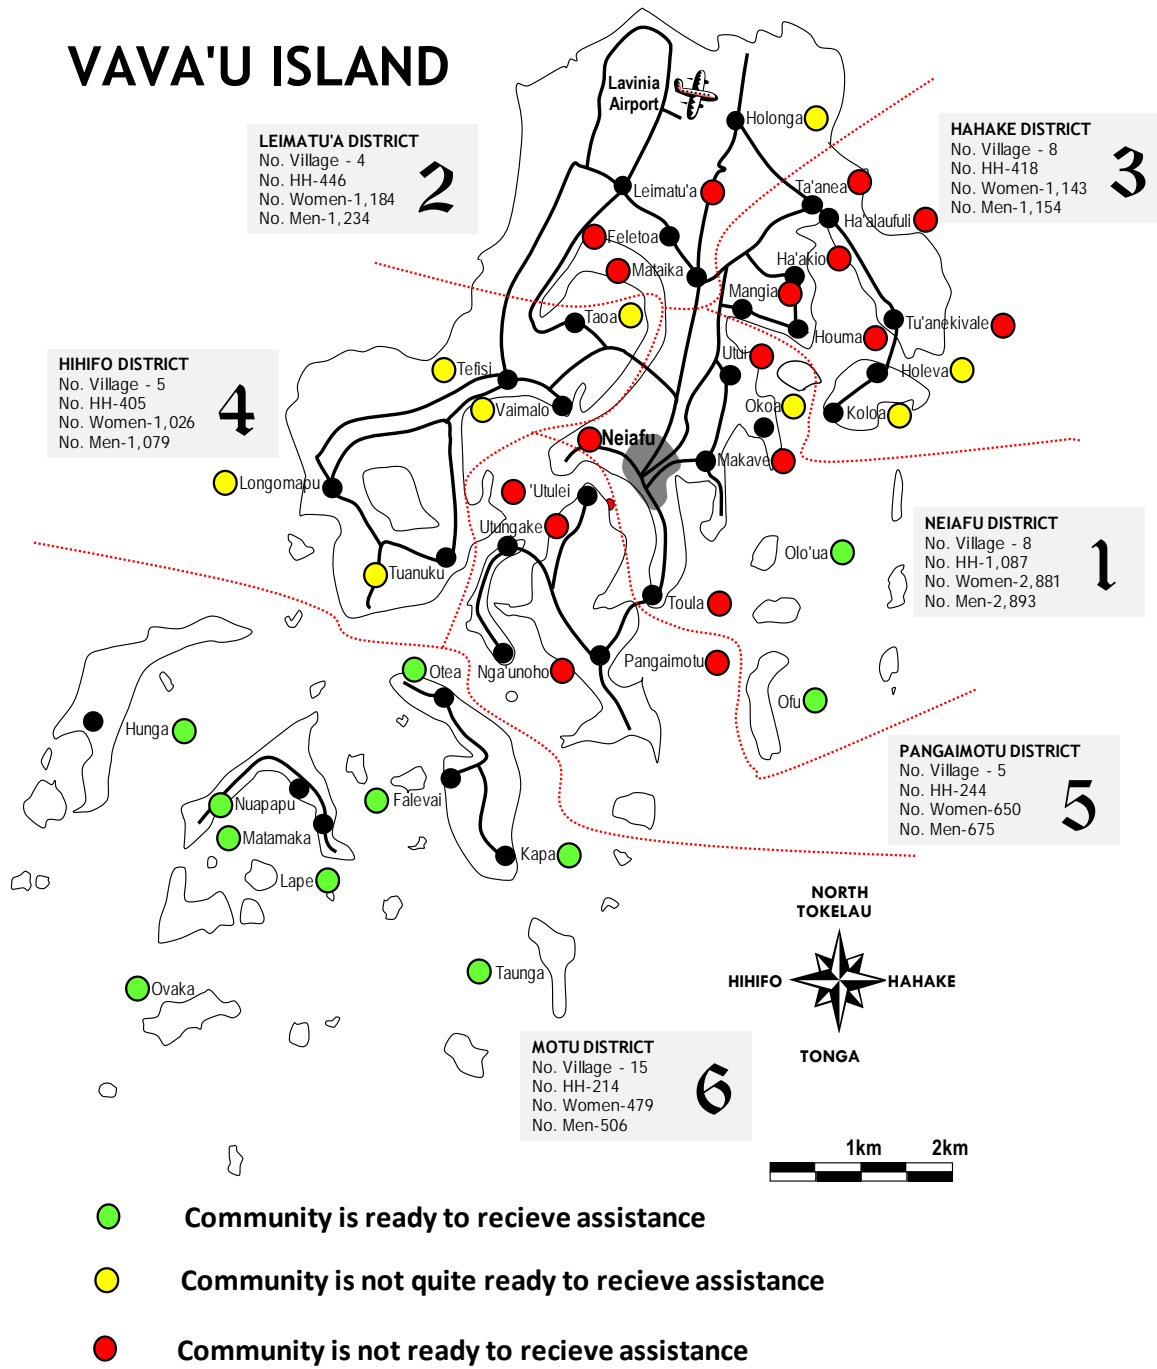 VAVA'U ISLAND
Lavinia
Airport
Holonga
LEIMATU'A DISTRICT
No. Village - 4
No. HH-446
No. Women-1,184
No. Men-1,234
2
HAHAKE DISTRICT
No. Village - 8
No. HH-418
No. Women-1,143
No. Men-1,154
3
Leimatu'a
Ta'anea
Ha'alaufuli
Feletoa
Mataika
Ha'akio
Mangia
Taoa
Tu'anekivale
Houma
HIHIFO DISTRICT
No. Village - 5
No. HH-405
No. Women-1,026
No. Men-1,079
4
Tefisi
Utui
Holeva
Vaimalo
Okoa
Koloa
Neiafu
Makave
Longomapu
'Utulei
Utungake
NEIAFU DISTRICT
No. Village - 8
No. HH-1,087
No. Women-2,881
No. Men-2,893
1
Olo'ua
Tuanuku
Toula
Otea
Nga'unoho
Pangaimotu
Ofu
Hunga
PANGAIMOTU DISTRICT
No. Village - 5
No. HH-244
No. Women-650
No. Men-675
5
Nuapapu
Falevai
Matamaka
Kapa
Lape
NORTH
TOKELAU
HIHIFO
HAHAKE
TONGA
Taunga
Ovaka
MOTU DISTRICT
No. Village - 15
No. HH-214
No. Women-479
No. Men-506
6
1km 2km
Community is ready to recieve assistance
Community is not quite ready to recieve assistance
Community is not ready to recieve assistance